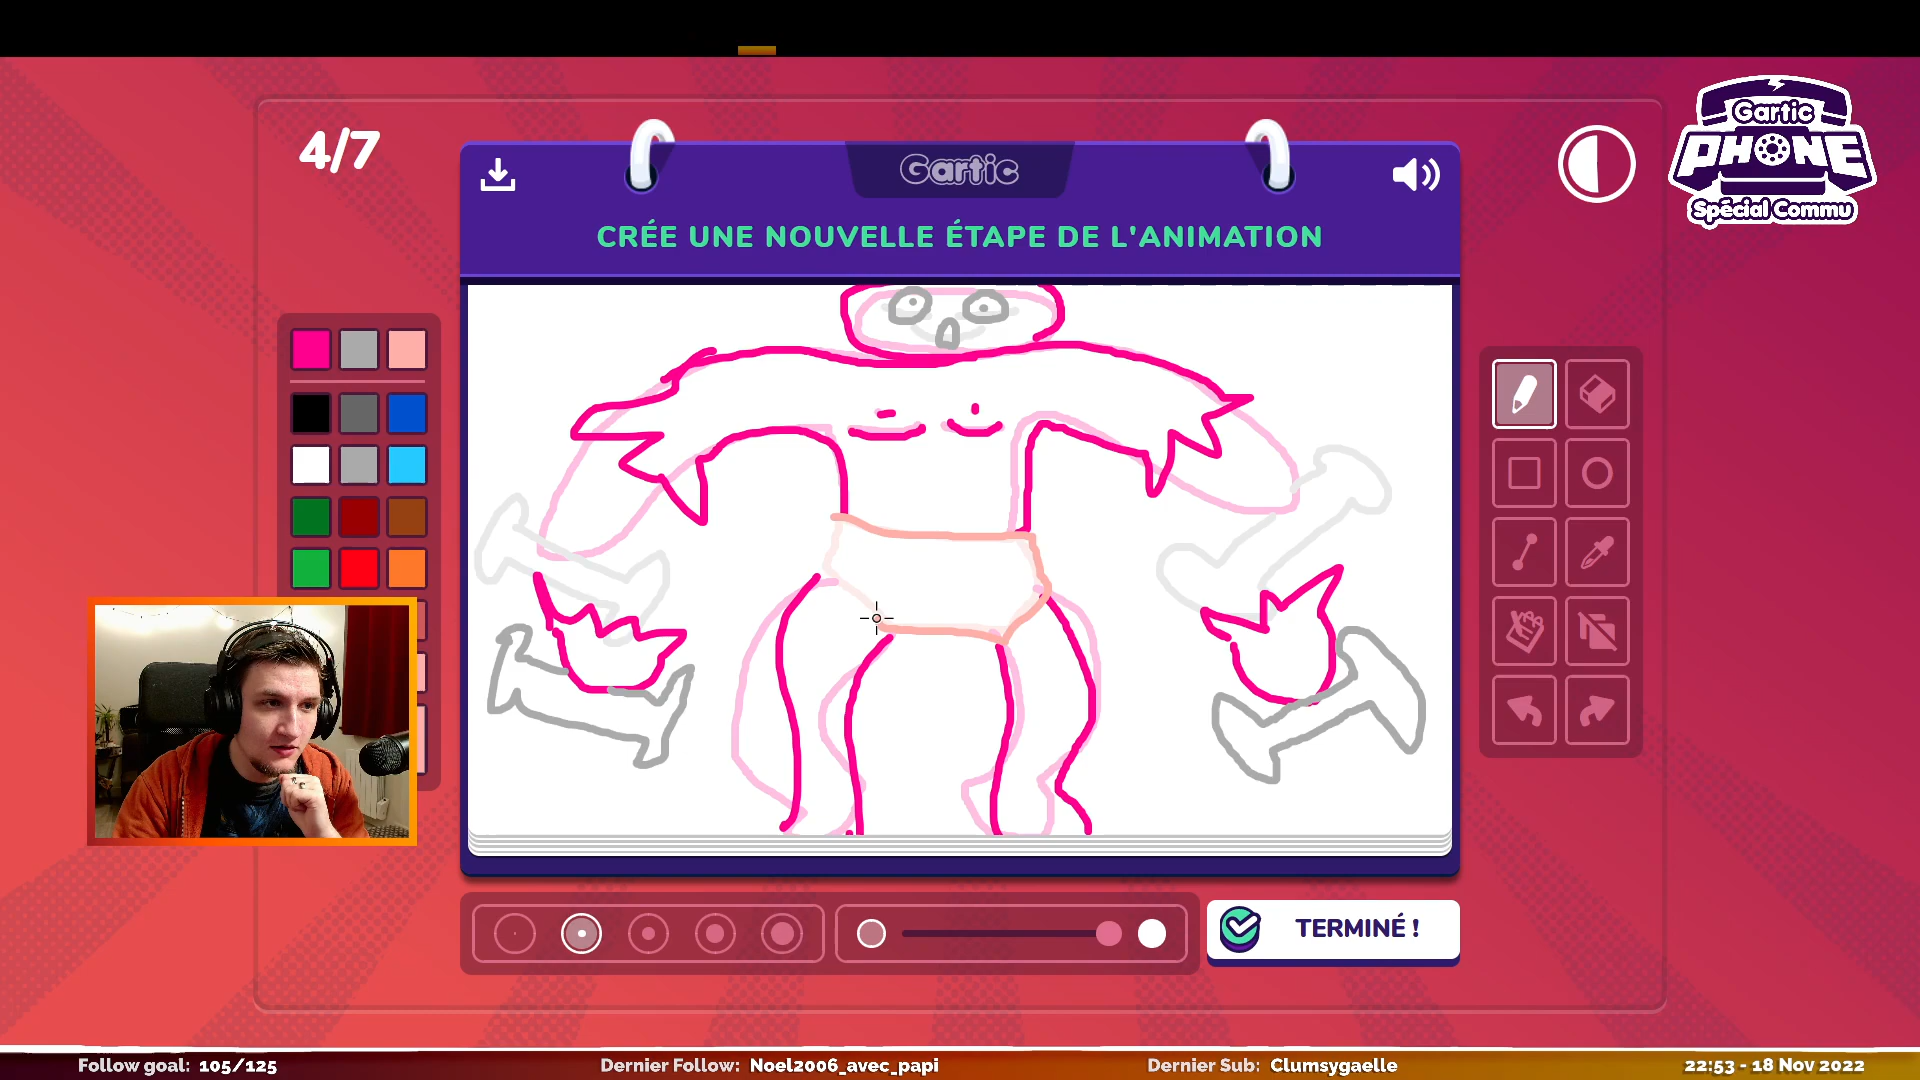 4/7
Gartic
CRÉE UNE NOUVELLE ÉTAPE DE L'ANIMATION
Gartic
PHONE
Spécial Commu
TERMINÉ !
Follow goal: 105/125
Dernier Follow: Noel2006_avec_papi
Dernier Sub: Clumsygaelle
22:53 - 18 Nov 2022